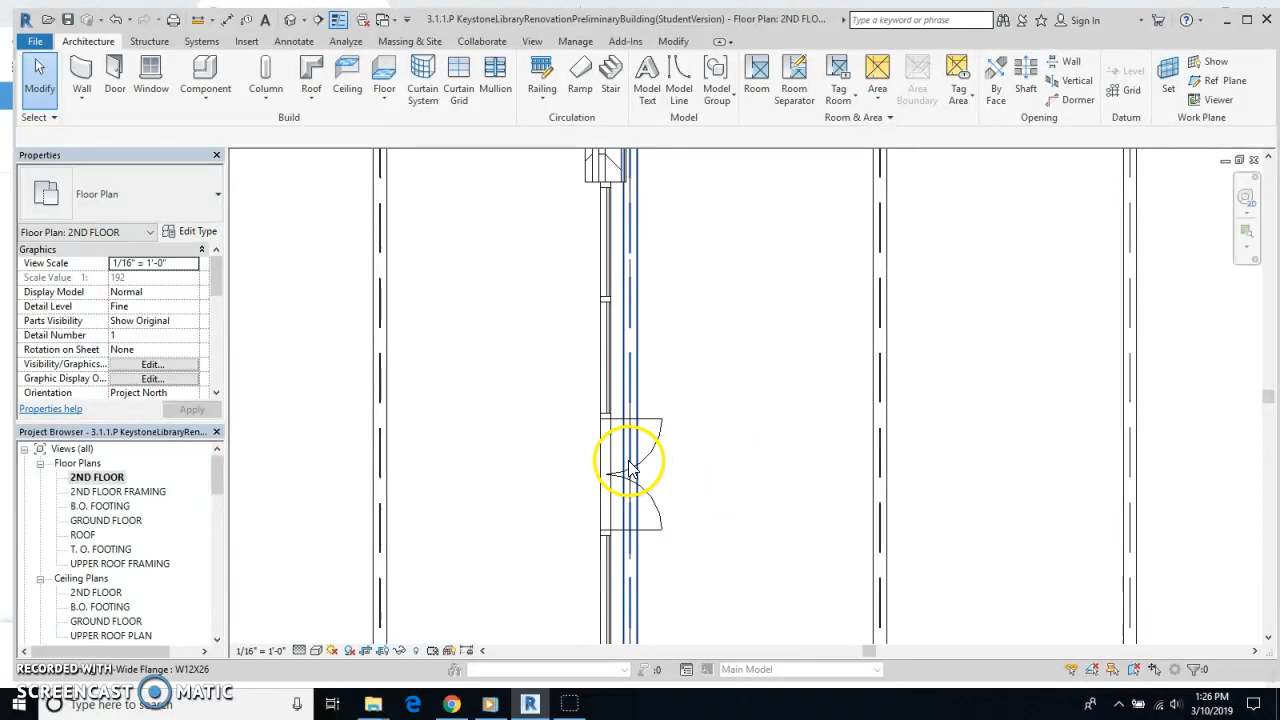 3.1.1.P KeystoneLibraryRenovationPreliminaryBuilding(StudentVersion) - Floor Plan: 2ND FLO...
Type a keyword or phrase
Sign In
File
Architecture
Structure
Systems
Insert
Annotate
Analyze
Massing & Site
Collaborate
View
Manage
Add-Ins
Modify
Modify
Wall
Door
Window
Component
Column
Roof
Ceiling
Floor
Curtain System
Curtain Grid
Mullion
Railing
Ramp
Stair
Model Text
Model Line
Model Group
Room
Room Separator
Tag Room
Area
Area Boundary
Tag Area
By Face
Shaft
Wall
Vertical
Dormer
Level
Grid
Set
Show
Ref Plane
Viewer
Select
Build
Circulation
Model
Room & Area
Opening
Datum
Work Plane
Properties
Floor Plan
Floor Plan: 2ND FLOOR
Edit Type
Graphics
View Scale 1/16" = 1'-0"
Scale Value 1: 192
Display Model Normal
Detail Level Fine
Parts Visibility Show Original
Detail Number 1
Rotation on Sheet None
Visibility/Graphics... Edit...
Graphic Display O... Edit...
Orientation Project North
Properties help
Apply
Project Browser - 3.1.1.P KeystoneLibraryRen...
Views (all)
Floor Plans
2ND FLOOR
2ND FLOOR FRAMING
B.O. FOOTING
GROUND FLOOR
ROOF
T. O. FOOTING
UPPER ROOF FRAMING
Ceiling Plans
2ND FLOOR
B.O. FOOTING
GROUND FLOOR
UPPER ROOF PLAN
2D
1/16" = 1'-0"
RECORDED WITH
-Wide Flange : W12X26
:0
Main Model
:0
SCREENCAST MATIC
Type here to search
1:26 PM
3/10/2019